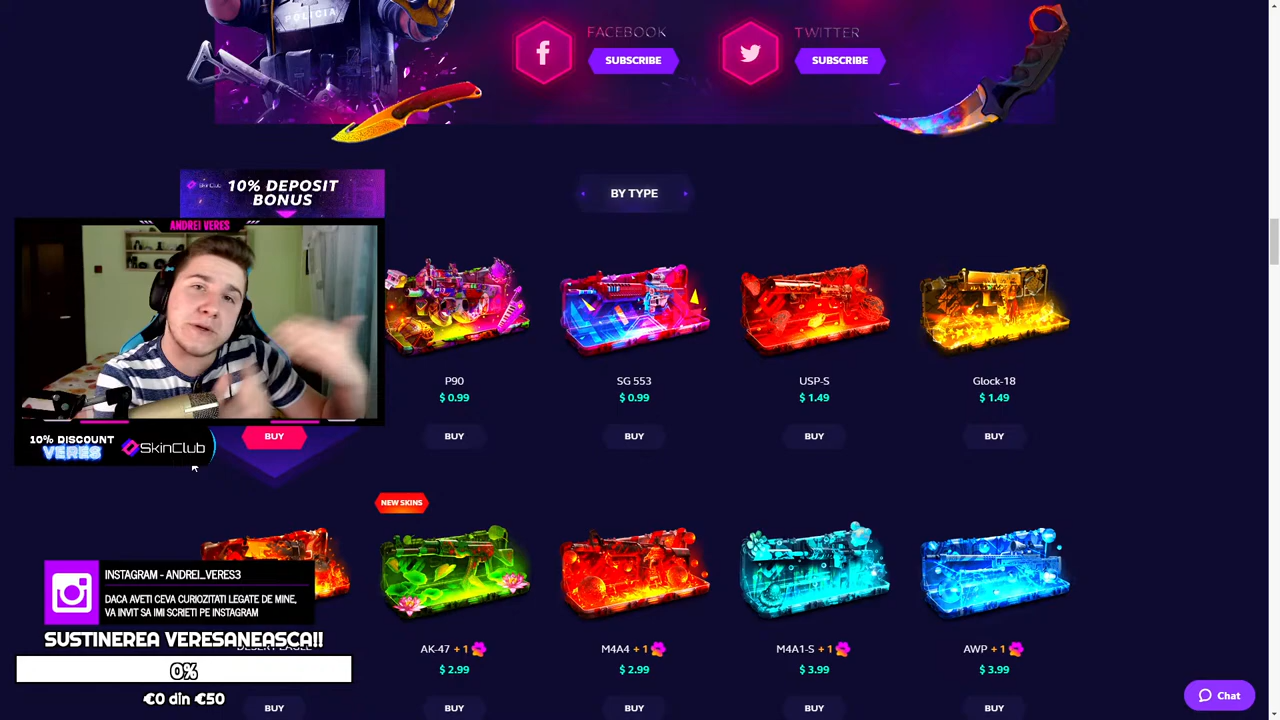 POLICIA
FACEBOOK
SUBSCRIBE
TWITTER
SUBSCRIBE
10% DEPOSIT
BONUS
BY TYPE
ANDREI VERES
P90
$ 0.99
BUY
SG 553
$ 0.99
BUY
USP-S
$ 1.49
BUY
Glock-18
$ 1.49
BUY
BUY
10% DISCOUNT
VERES
SkinClub
NEW SKINS
INSTAGRAM - ANDREI_VERES3
DACA AVETI CEVA CURIOZITATI LEGATE DE MINE,
VA INVIT SA IMI SCRIETI PE INSTAGRAM
SUSTINEREA VERESANEASCA!!
DESERT EAGLE
0%
€0 din €50
AK-47 + 1
$ 2.99
M4A4 + 1
$ 2.99
M4A1-S + 1
$ 3.99
AWP + 1
$ 3.99
BUY
BUY
BUY
BUY
BUY
Chat